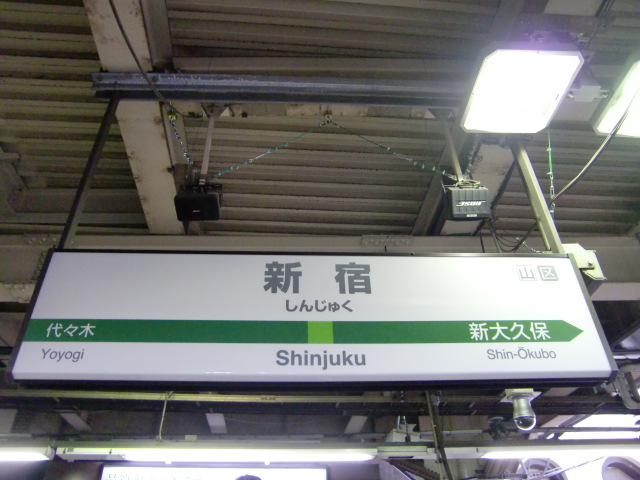 BOSE
新宿
山区
しんじゅく
代々木
新大久保
Yoyogi
Shinjuku
Shin-Ōkubo